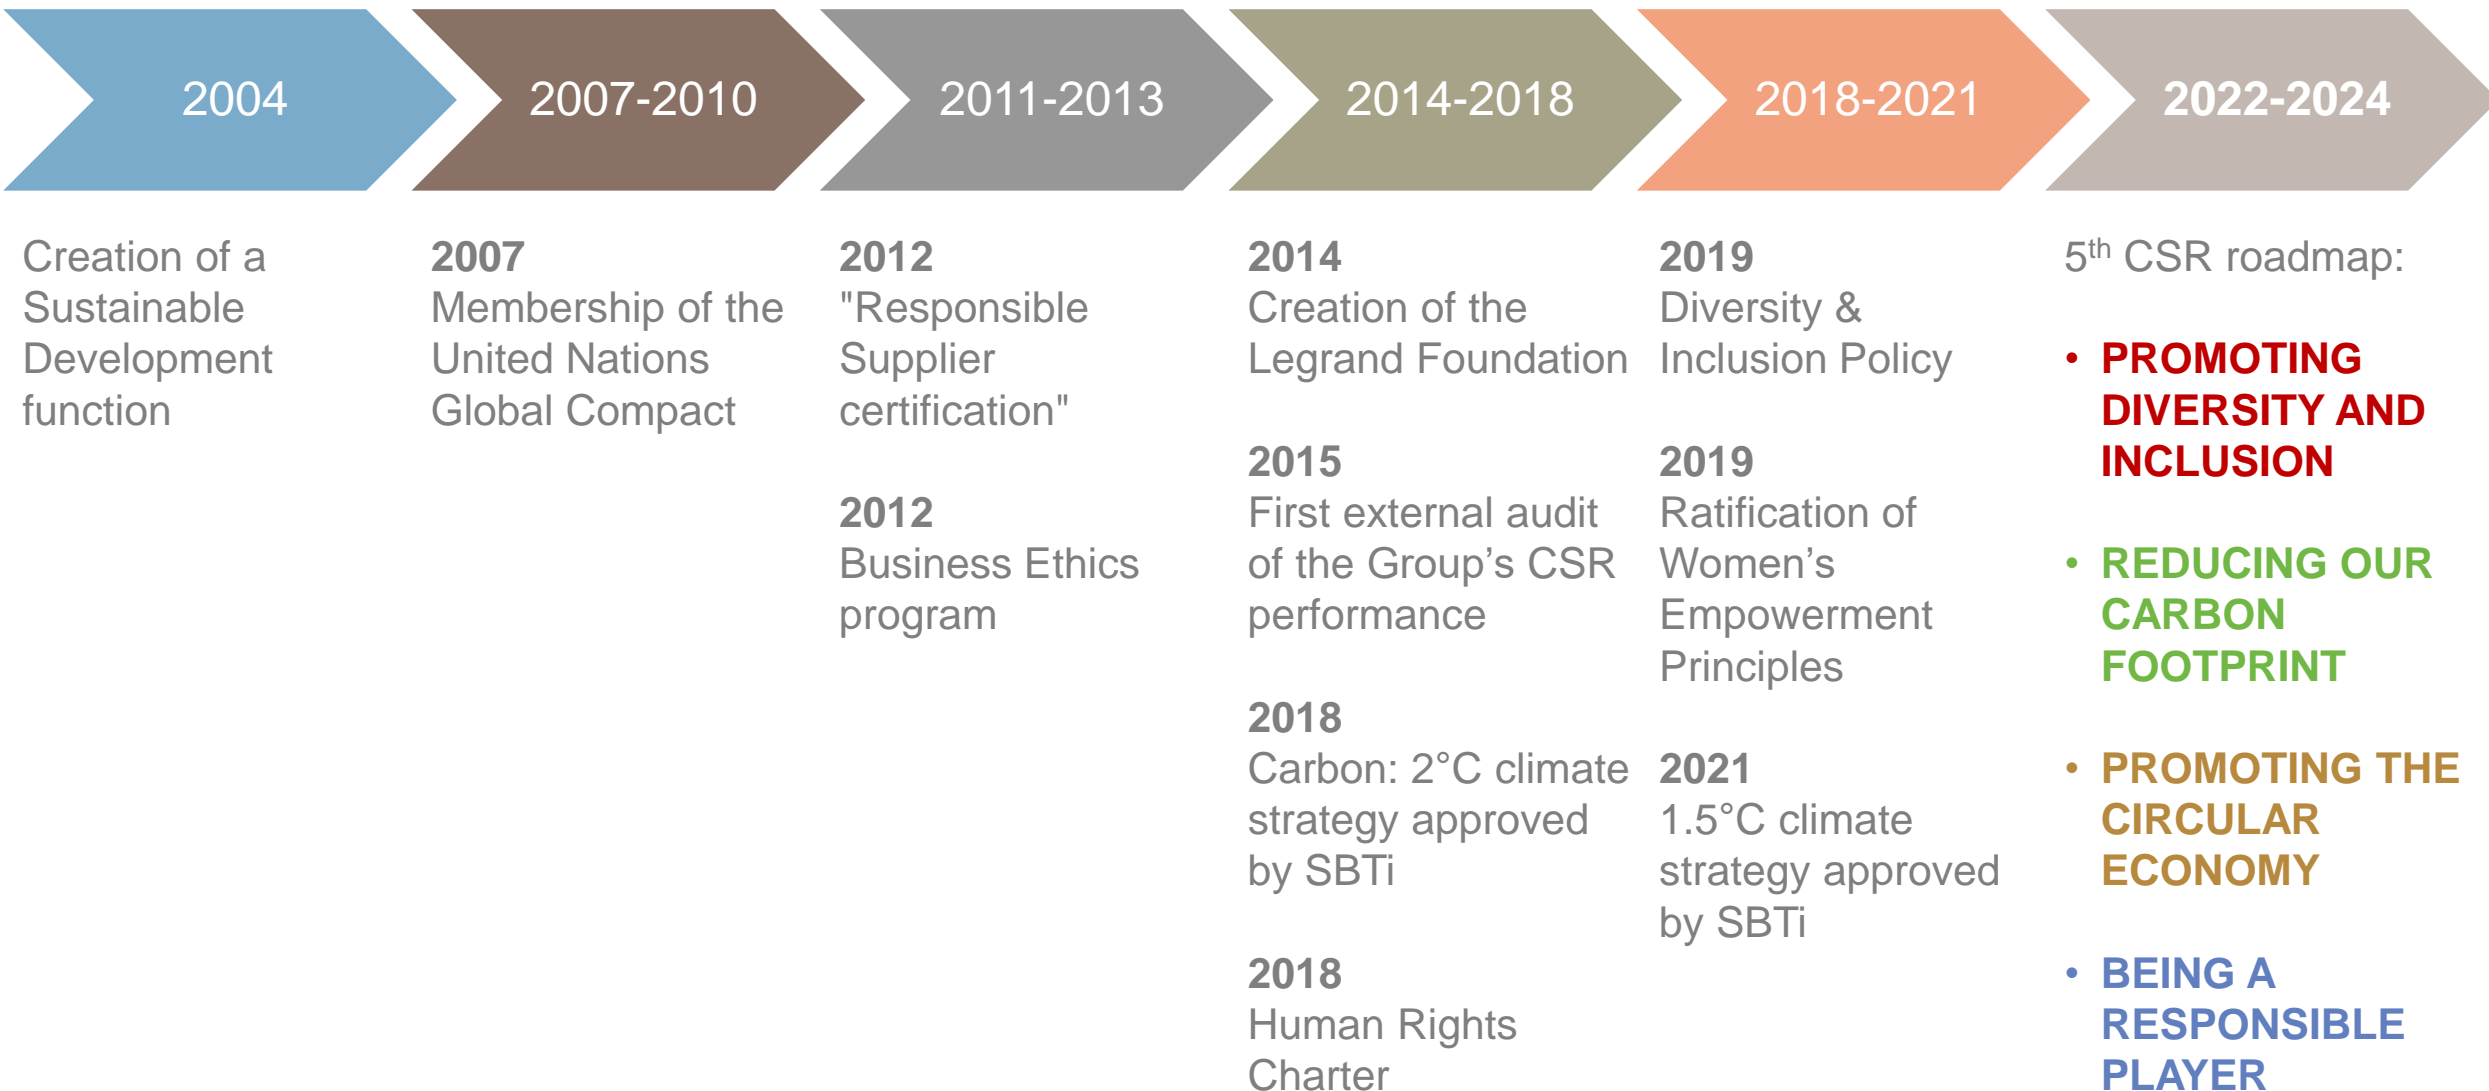 2004
2007-2010
2011-2013
2014-2018
2018-2021
2022-2024
Creation of a
Sustainable
Development
function
2007
Membership of the
United Nations
Global Compact
2012
"Responsible
Supplier
certification"
2012
Business Ethics
program
2014
Creation of the
Legrand Foundation
2015
First external audit
of the Group’s CSR
performance
2018
Carbon: 2°C climate
strategy approved
by SBTi
2018
Human Rights
Charter
2019
Diversity &
Inclusion Policy
2019
Ratification of
Women’s
Empowerment
Principles
2021
1.5°C climate
strategy approved
by SBTi
5th CSR roadmap:
• PROMOTING
DIVERSITY AND
INCLUSION
• REDUCING OUR
CARBON
FOOTPRINT
• PROMOTING THE
CIRCULAR
ECONOMY
• BEING A
RESPONSIBLE
PLAYER